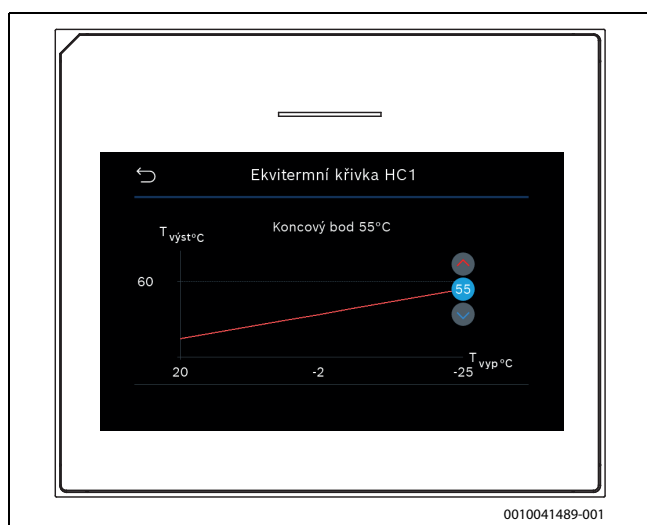 Ekvitermní křivka HC1
Koncový bod 55°C
T výst°C
60
55
20 -2 -25
T vyp°C
0010041489-001